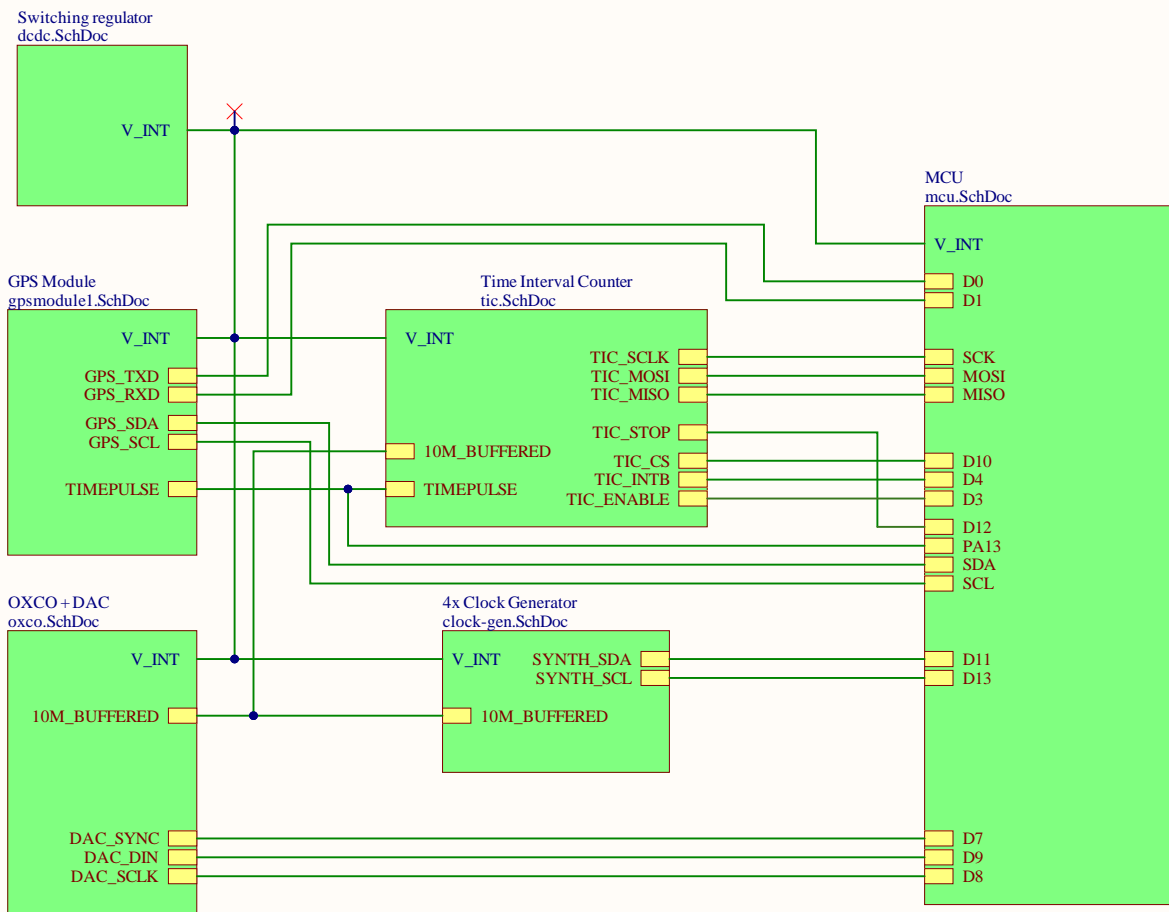 Switching regulator
dcdc.SchDoc
V_INT
MCU
mcu.SchDoc
V_INT
D0
D1
SCK
MOSI
MISO
D10
D4
D3
D12
PA13
SDA
SCL
D11
D13
D7
D9
D8
GPS Module
gpsmodule1.SchDoc
V_INT
GPS_TXD
GPS_RXD
GPS_SDA
GPS_SCL
TIMEPULSE
Time Interval Counter
tic.SchDoc
V_INT
TIC_SCLK
TIC_MOSI
TIC_MISO
TIC_STOP
10M_BUFFERED
TIC_CS
TIC_INTB
TIMEPULSE
TIC_ENABLE
OXCO + DAC
oxco.SchDoc
V_INT
10M_BUFFERED
DAC_SYNC
DAC_DIN
DAC_SCLK
4x Clock Generator
clock-gen.SchDoc
V_INT
SYNTH_SDA
SYNTH_SCL
10M_BUFFERED